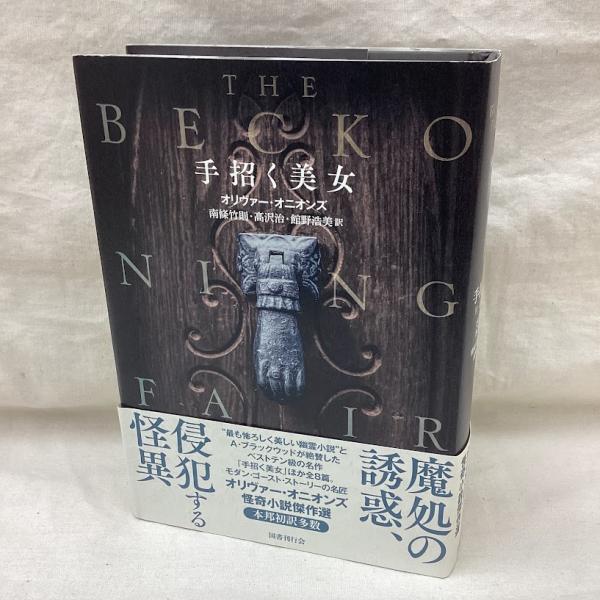 THE
BECKO
手招く美女
オリヴァー・オニオンズ
南條竹則・高沢治・館野浩美 訳
NING
FAIR
魔処の
誘惑、
侵犯する
怪異
“最も怖ろしく美しい幽霊小説”と
A・ブラックウッドが絶賛した
ベストテン級の名作
「手招く美女」ほか全8篇。
モダン・ゴースト・ストーリーの名匠
オリヴァー・オニオンズ
怪奇小説傑作選
本邦初訳多数
国書刊行会